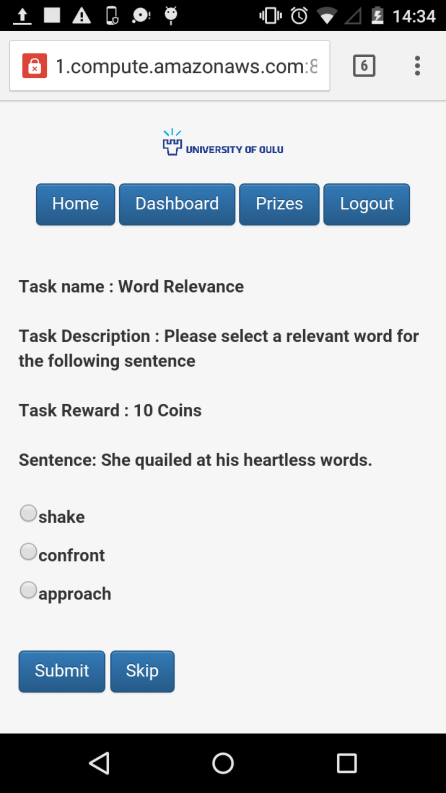 14:34
1.compute.amazonaws.com:8
6
UNIVERSITY OF OULU
Home Dashboard Prizes Logout
Task name : Word Relevance
Task Description : Please select a relevant word for
the following sentence
Task Reward : 10 Coins
Sentence: She quailed at his heartless words.
shake
confront
approach
Submit Skip